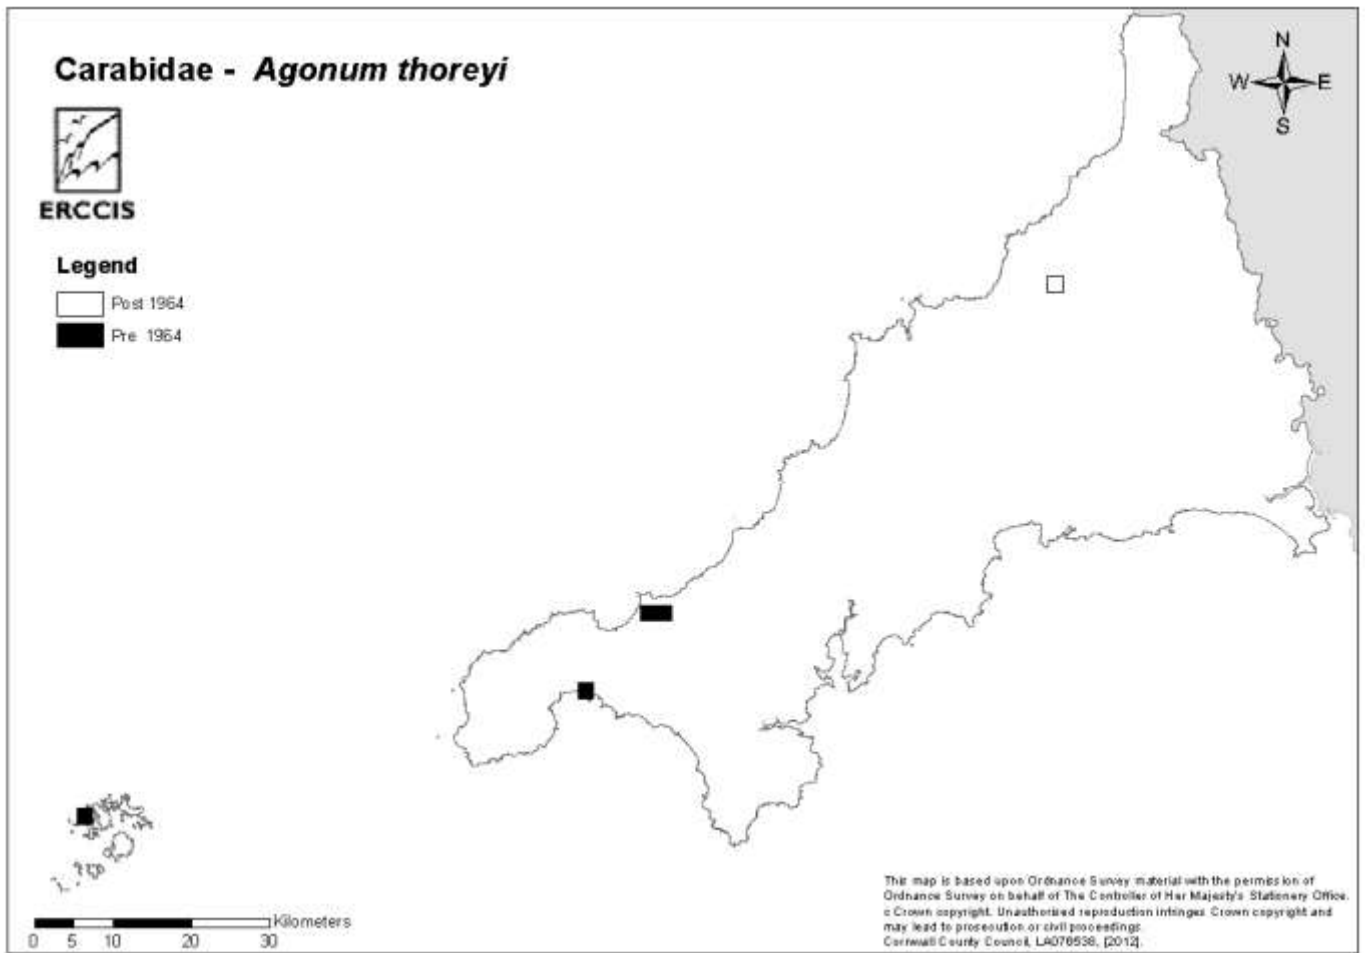 Carabidae - Agonum thoreyi
ERCCIS
Legend
Post 1964
Pre 1964
N
W E
S
Kilometers
0 5 10 20 30
This map is based upon Ordnance Survey material with the permission of
Ordnance Survey on behalf of The Controller of Her Majesty's Stationery Office.
c Crown copyright. Unauthorised reproduction infringes Crown copyright and
may lead to prosecution or civil proceedings.
Cornwall County Council, LA076538, [2012].